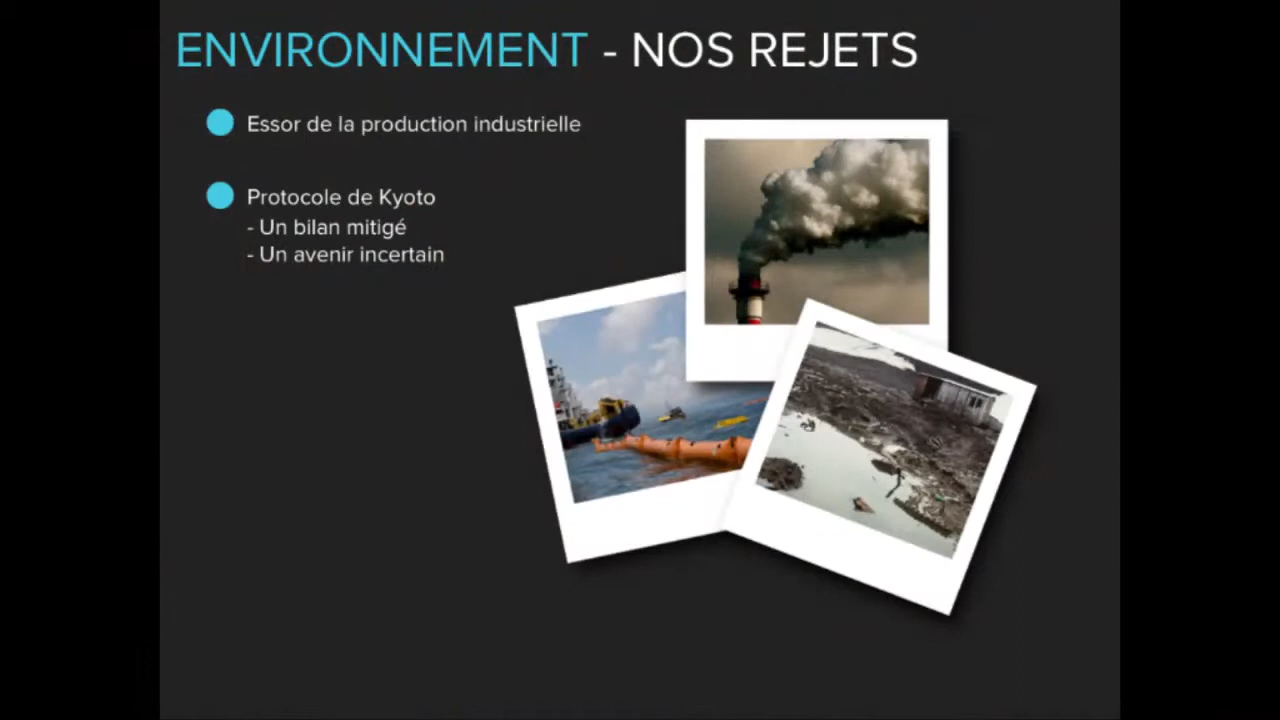 ENVIRONNEMENT - NOS REJETS
Essor de la production industrielle
Protocole de Kyoto
- Un bilan mitigé
- Un avenir incertain